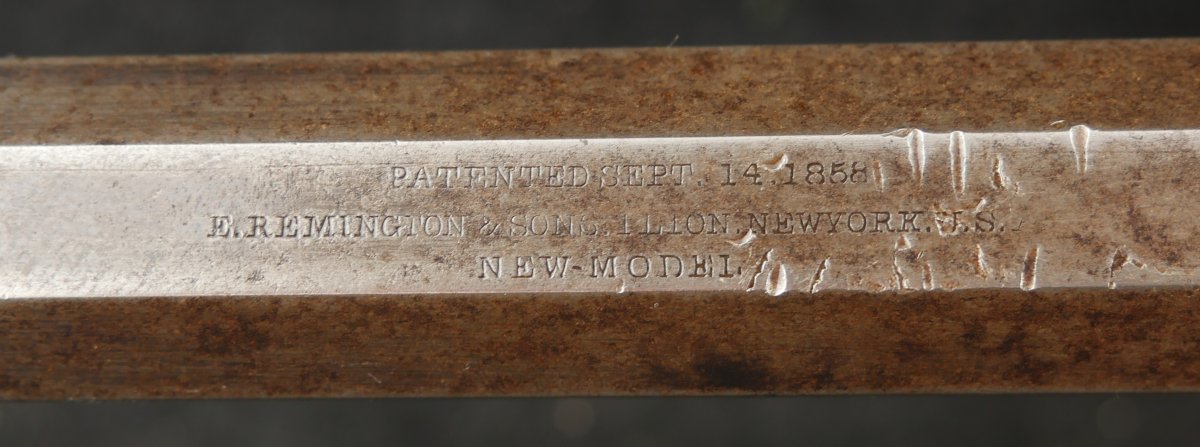 PATENTED SEPT. 14.1858
E. REMINGTON & SONS. ILION. NEWYORK. U.S.
NEW-MODEL